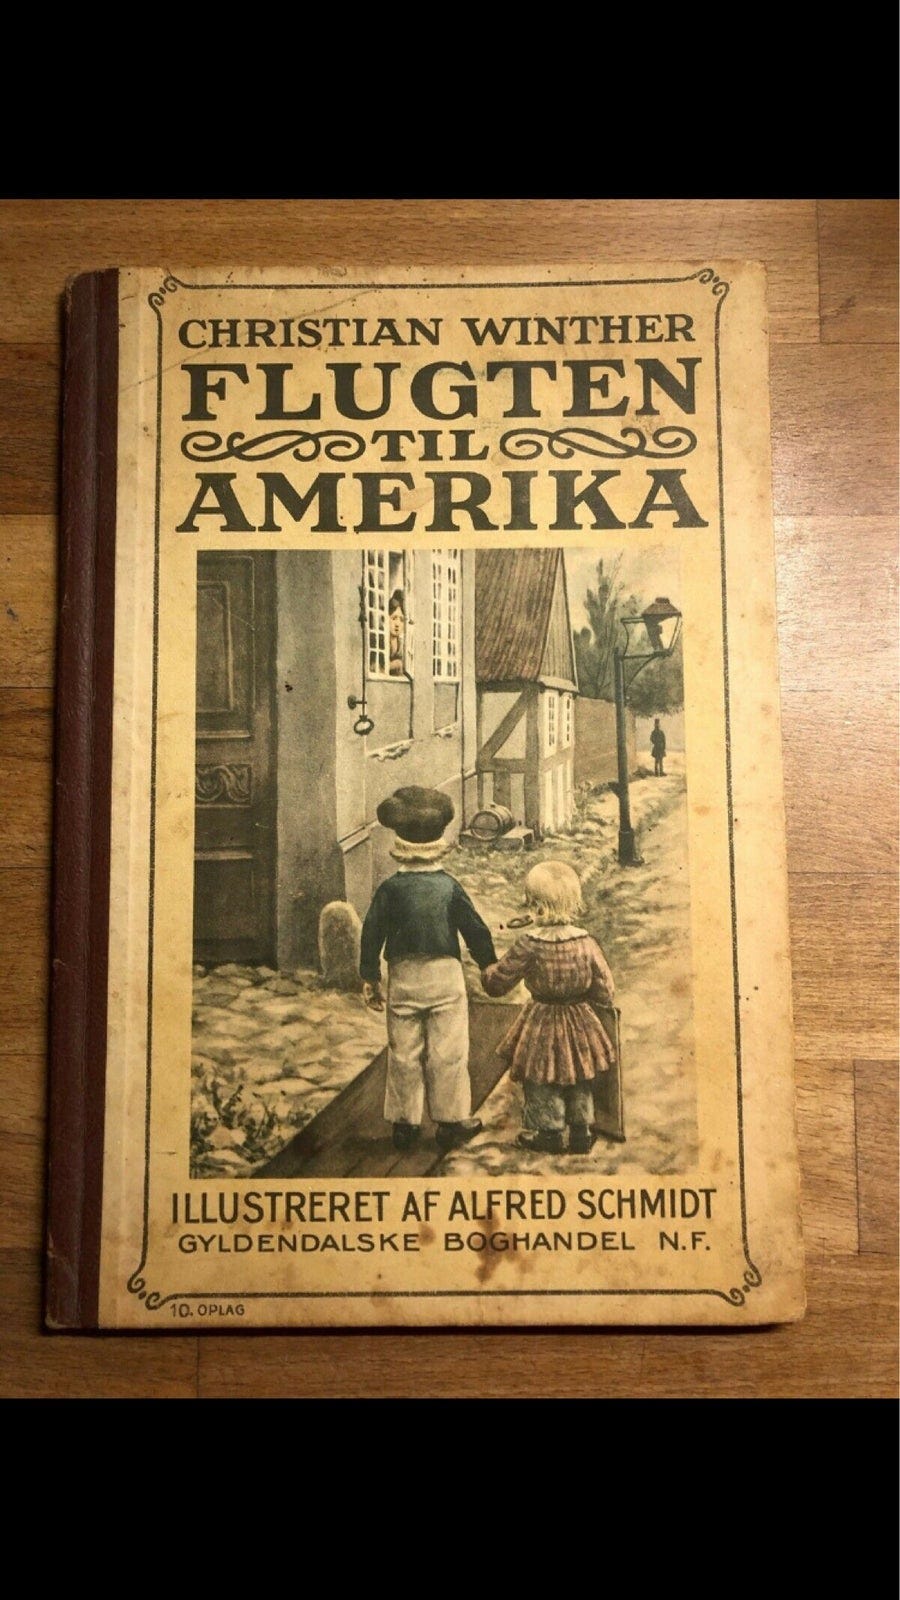 CHRISTIAN WINTHER
FLUGTEN
TIL
AMERIKA
ILLUSTRERET AF ALFRED SCHMIDT
GYLDENDALSKE BOGHANDEL N.F.
10. OPLAG